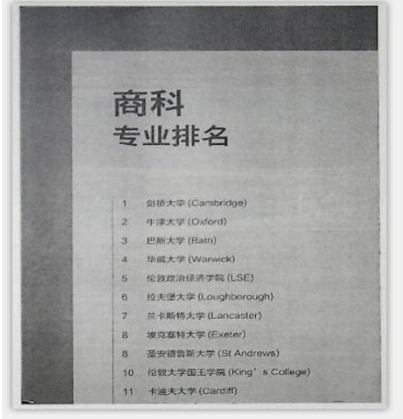 商科
专业排名
1 剑桥大学 (Cambridge)
2 牛津大学 (Oxford)
3 巴斯大学 (Bath)
4 华威大学 (Warwick)
5 伦敦政治经济学院 (LSE)
6 拉夫堡大学 (Loughborough)
7 兰卡斯特大学 (Lancaster)
8 埃克塞特大学 (Exeter)
8 圣安德鲁斯大学 (St Andrews)
10 伦敦大学国王学院 (King's College)
11 卡迪夫大学 (Cardiff)